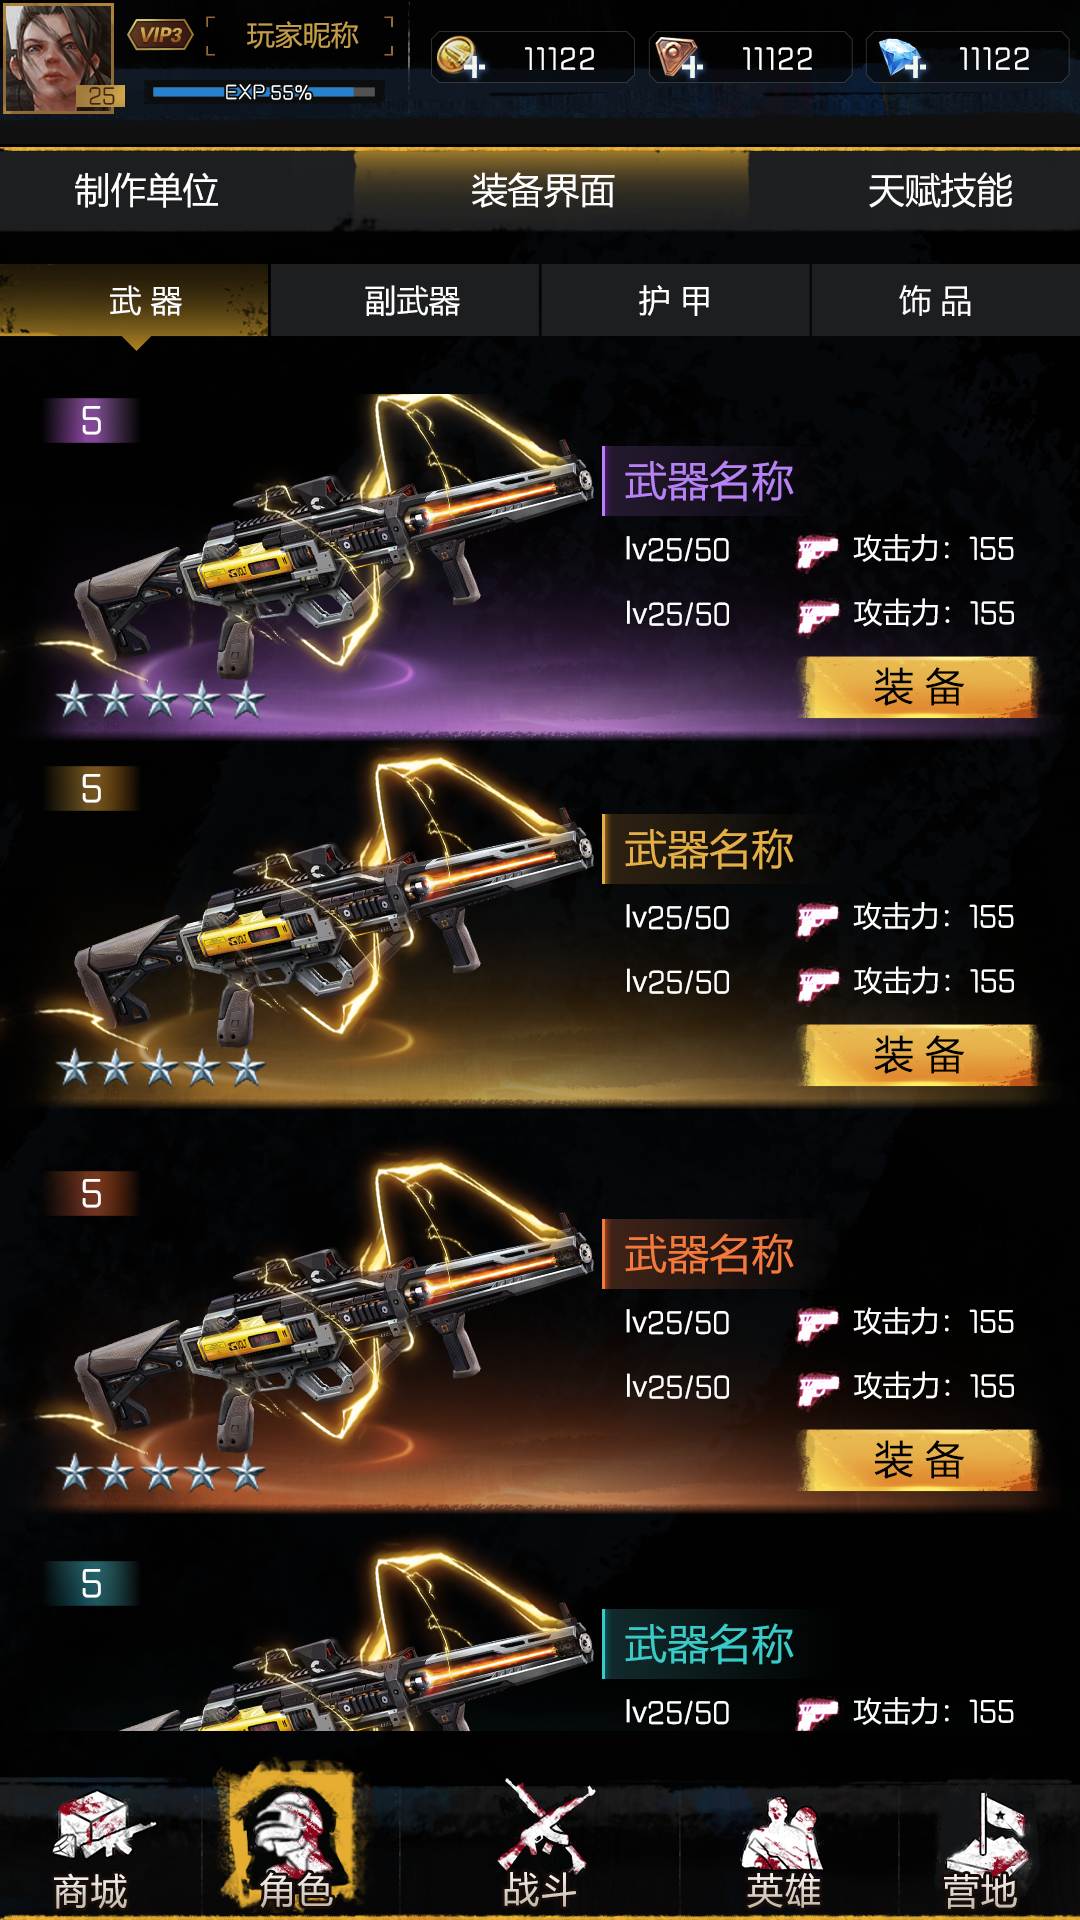 VIP3 玩家昵称
25
EXP 55%
11122 11122 11122
制作单位 装备界面 天赋技能
武 器 副武器 护 甲 饰 品
5
武器名称
lv25/50 攻击力：155
lv25/50 攻击力：155
装 备
5
武器名称
lv25/50 攻击力：155
lv25/50 攻击力：155
装 备
5
武器名称
lv25/50 攻击力：155
lv25/50 攻击力：155
装 备
5
武器名称
lv25/50 攻击力：155
商城 角色 战斗 英雄 营地